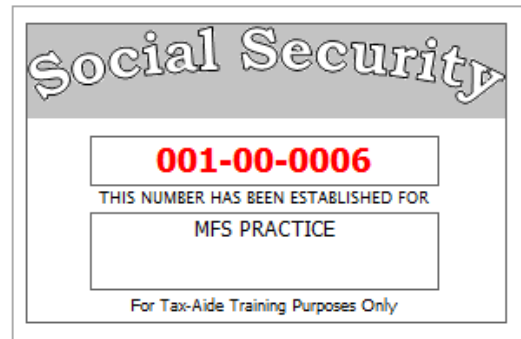 Social Security
001-00-0006
THIS NUMBER HAS BEEN ESTABLISHED FOR
MFS PRACTICE
For Tax-Aide Training Purposes Only